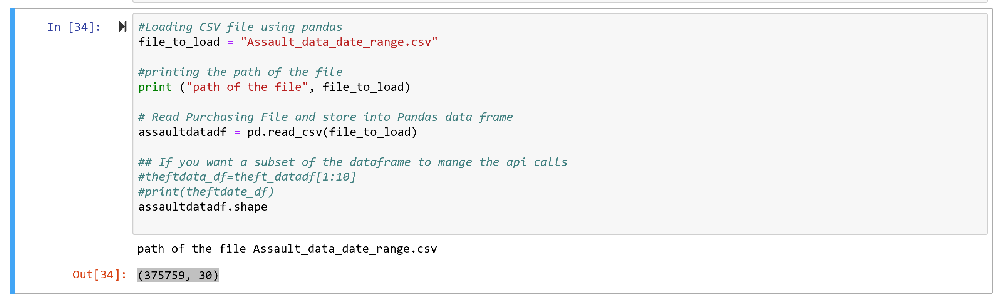 In [34]:
#Loading CSV file using pandas
file_to_load = "Assault_data_date_range.csv"
#printing the path of the file
print ("path of the file", file_to_load)
# Read Purchasing File and store into Pandas data frame
assaultdatadf = pd.read_csv(file_to_load)
## If you want a subset of the dataframe to mange the api calls
#theftdata_df=theft_datadf[1:10]
#print(theftdate_df)
assaultdatadf.shape
path of the file Assault_data_date_range.csv
Out[34]: (375759, 30)